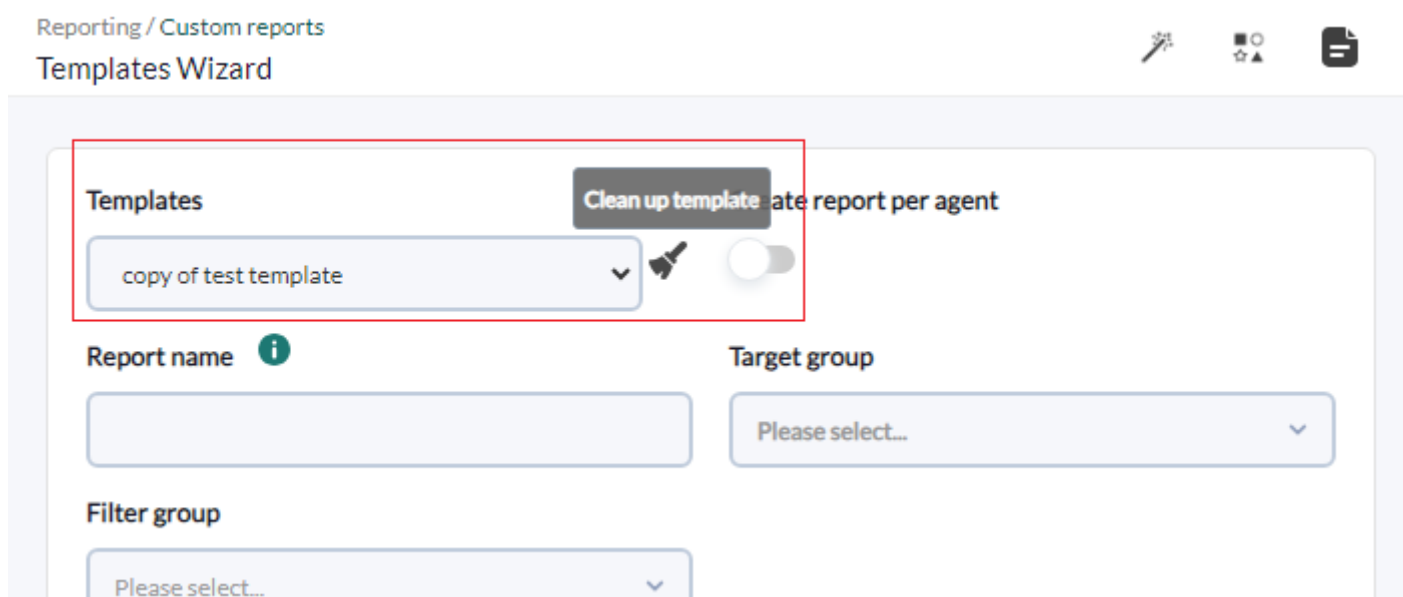 Reporting / Custom reports
Templates Wizard
Templates
Clean up template
ate report per agent
copy of test template
Report name
Target group
Please select...
Filter group
Please select...